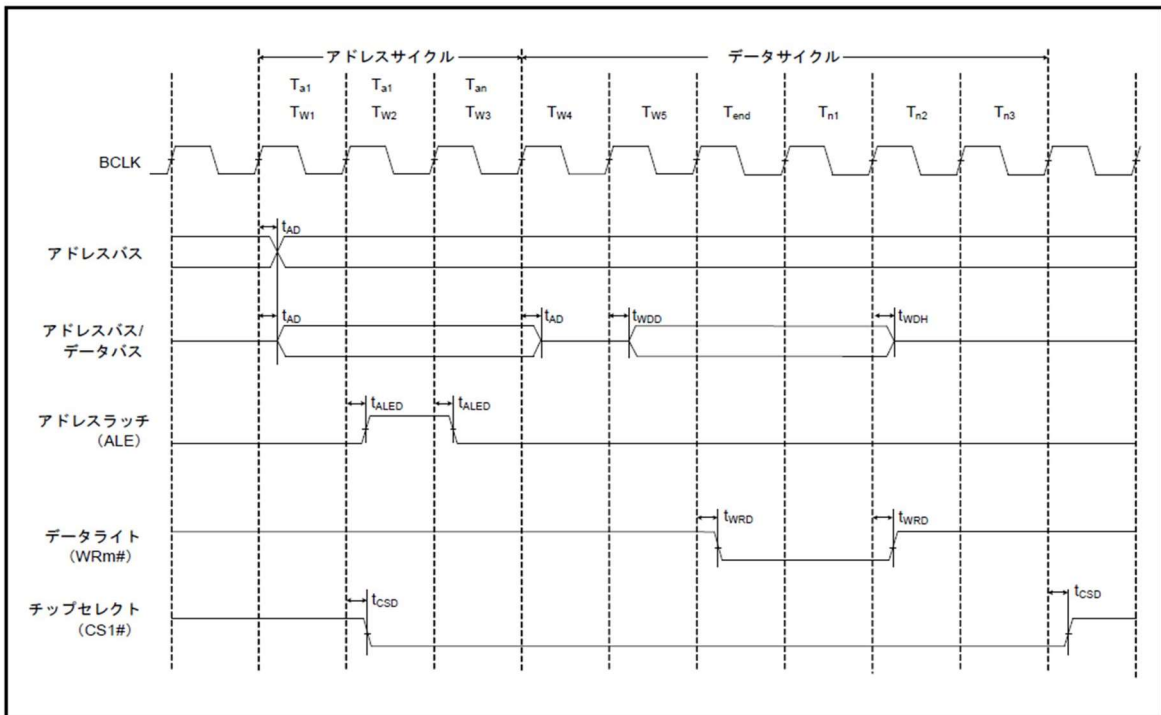 アドレスサイクル データサイクル
Ta1 Ta1 Tan
TW1 TW2 TW3 TW4 TW5 Tend Tn1 Tn2 Tn3
BCLK
tAD
アドレスバス
tAD tAD tWDD tWDH
アドレスバス/
データバス
tALED tALED
アドレスラッチ
（ALE）
tWRD tWRD
データライト
（WRm#）
tCSD tCSD
チップセレクト
（CS1#）